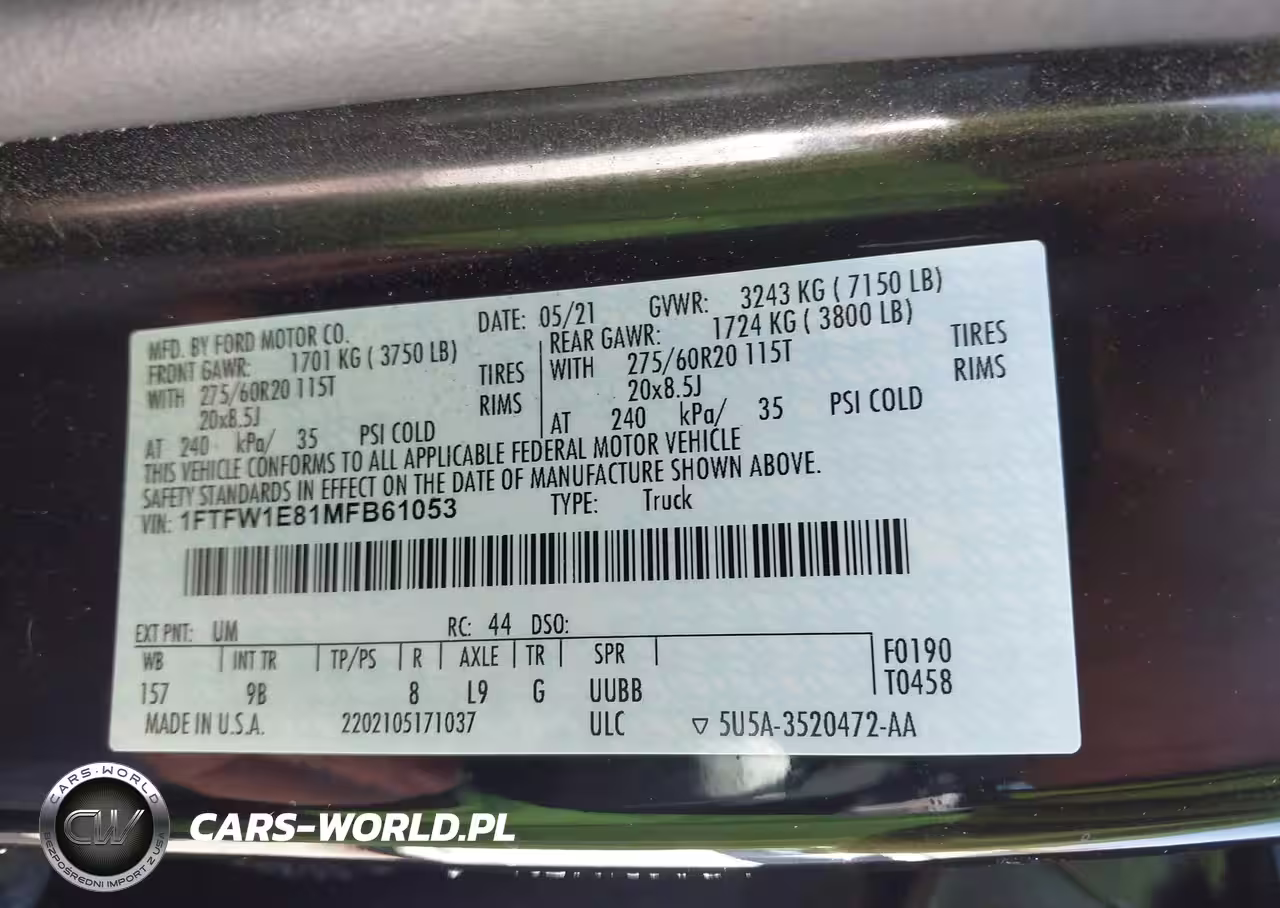 MFD. BY FORD MOTOR CO. DATE: 05/21 GVWR: 3243 KG ( 7150 LB)
FRONT GAWR: 1701 KG ( 3750 LB) REAR GAWR: 1724 KG ( 3800 LB)
WITH 275/60R20 115T TIRES WITH 275/60R20 115T TIRES
20x8.5J RIMS 20x8.5J RIMS
AT 240 kPa/ 35 PSI COLD AT 240 kPa/ 35 PSI COLD
THIS VEHICLE CONFORMS TO ALL APPLICABLE FEDERAL MOTOR VEHICLE
SAFETY STANDARDS IN EFFECT ON THE DATE OF MANUFACTURE SHOWN ABOVE.
VIN: 1FTFW1E81MFB61053 TYPE: Truck
EXT PNT: UM RC: 44 DSO:
WB INT TR TP/PS R AXLE TR SPR F0190
157 9B 8 L9 G UUBB T0458
MADE IN U.S.A. 2202105171037 ULC ▽ 5U5A-3520472-AA
CARS-WORLD
CW
BEZPOŚREDNI IMPORT Z USA
CARS-WORLD.PL